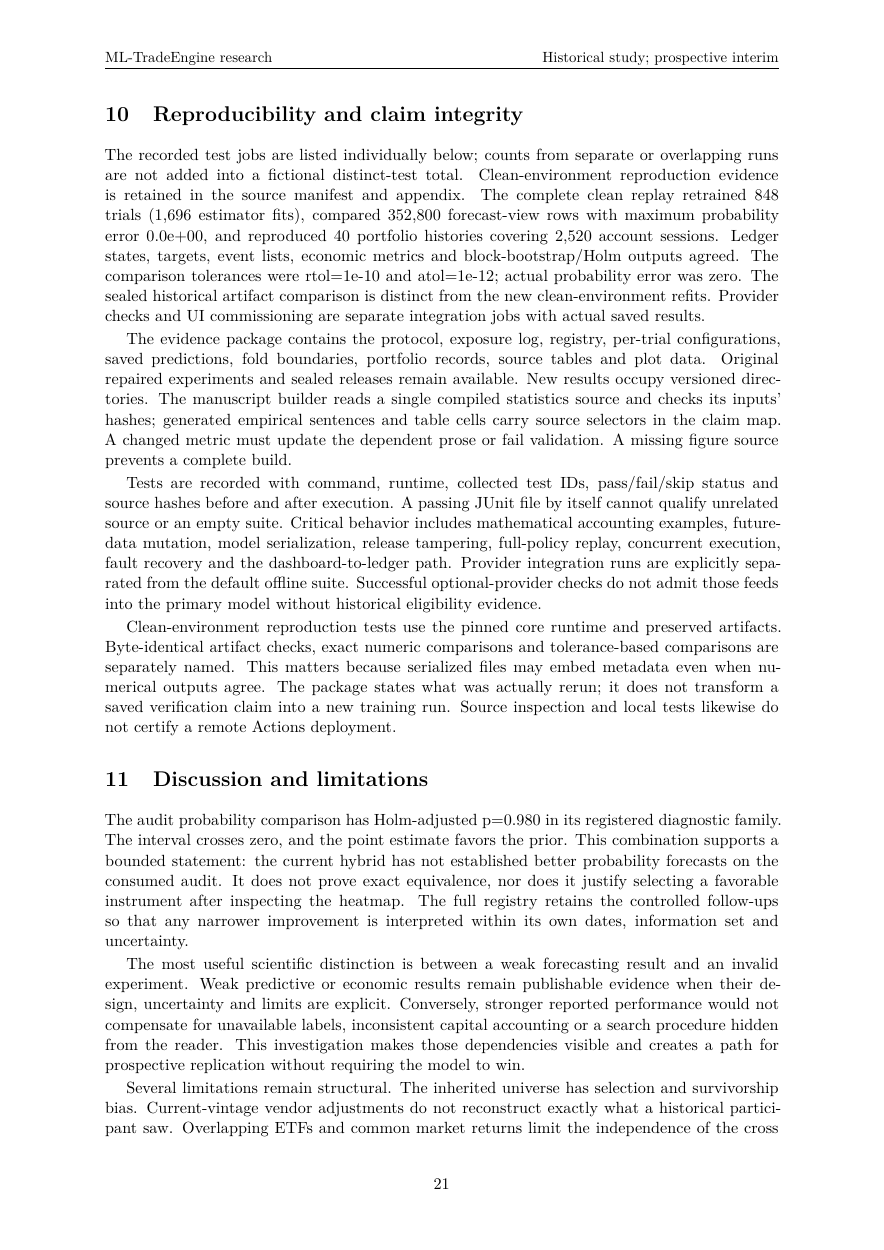 ML-TradeEngine research Historical study; prospective interim
10 Reproducibility and claim integrity
The recorded test jobs are listed individually below; counts from separate or overlapping runs
are not added into a fictional distinct-test total. Clean-environment reproduction evidence
is retained in the source manifest and appendix. The complete clean replay retrained 848
trials (1,696 estimator fits), compared 352,800 forecast-view rows with maximum probability
error 0.0e+00, and reproduced 40 portfolio histories covering 2,520 account sessions. Ledger
states, targets, event lists, economic metrics and block-bootstrap/Holm outputs agreed. The
comparison tolerances were rtol=1e-10 and atol=1e-12; actual probability error was zero. The
sealed historical artifact comparison is distinct from the new clean-environment refits. Provider
checks and UI commissioning are separate integration jobs with actual saved results.
The evidence package contains the protocol, exposure log, registry, per-trial configurations,
saved predictions, fold boundaries, portfolio records, source tables and plot data. Original
repaired experiments and sealed releases remain available. New results occupy versioned direc-
tories. The manuscript builder reads a single compiled statistics source and checks its inputs’
hashes; generated empirical sentences and table cells carry source selectors in the claim map.
A changed metric must update the dependent prose or fail validation. A missing figure source
prevents a complete build.
Tests are recorded with command, runtime, collected test IDs, pass/fail/skip status and
source hashes before and after execution. A passing JUnit file by itself cannot qualify unrelated
source or an empty suite. Critical behavior includes mathematical accounting examples, future-
data mutation, model serialization, release tampering, full-policy replay, concurrent execution,
fault recovery and the dashboard-to-ledger path. Provider integration runs are explicitly sepa-
rated from the default offline suite. Successful optional-provider checks do not admit those feeds
into the primary model without historical eligibility evidence.
Clean-environment reproduction tests use the pinned core runtime and preserved artifacts.
Byte-identical artifact checks, exact numeric comparisons and tolerance-based comparisons are
separately named. This matters because serialized files may embed metadata even when nu-
merical outputs agree. The package states what was actually rerun; it does not transform a
saved verification claim into a new training run. Source inspection and local tests likewise do
not certify a remote Actions deployment.
11 Discussion and limitations
The audit probability comparison has Holm-adjusted p=0.980 in its registered diagnostic family.
The interval crosses zero, and the point estimate favors the prior. This combination supports a
bounded statement: the current hybrid has not established better probability forecasts on the
consumed audit. It does not prove exact equivalence, nor does it justify selecting a favorable
instrument after inspecting the heatmap. The full registry retains the controlled follow-ups
so that any narrower improvement is interpreted within its own dates, information set and
uncertainty.
The most useful scientific distinction is between a weak forecasting result and an invalid
experiment. Weak predictive or economic results remain publishable evidence when their de-
sign, uncertainty and limits are explicit. Conversely, stronger reported performance would not
compensate for unavailable labels, inconsistent capital accounting or a search procedure hidden
from the reader. This investigation makes those dependencies visible and creates a path for
prospective replication without requiring the model to win.
Several limitations remain structural. The inherited universe has selection and survivorship
bias. Current-vintage vendor adjustments do not reconstruct exactly what a historical partici-
pant saw. Overlapping ETFs and common market returns limit the independence of the cross
21